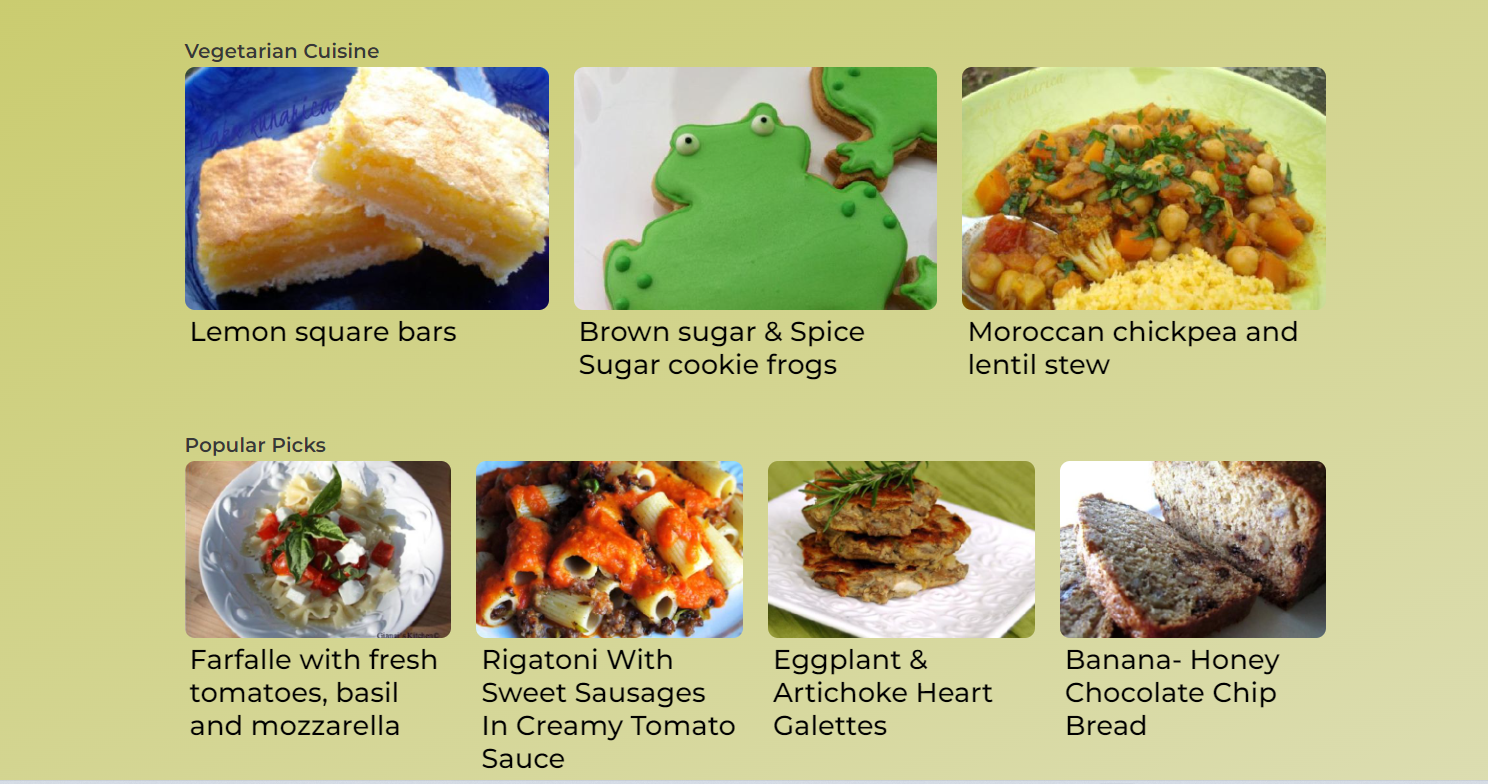 Vegetarian Cuisine
Lemon square bars
Brown sugar & Spice
Sugar cookie frogs
Moroccan chickpea and
lentil stew
Popular Picks
Farfalle with fresh
tomatoes, basil
and mozzarella
Rigatoni With
Sweet Sausages
In Creamy Tomato
Sauce
Eggplant &
Artichoke Heart
Galettes
Banana- Honey
Chocolate Chip
Bread